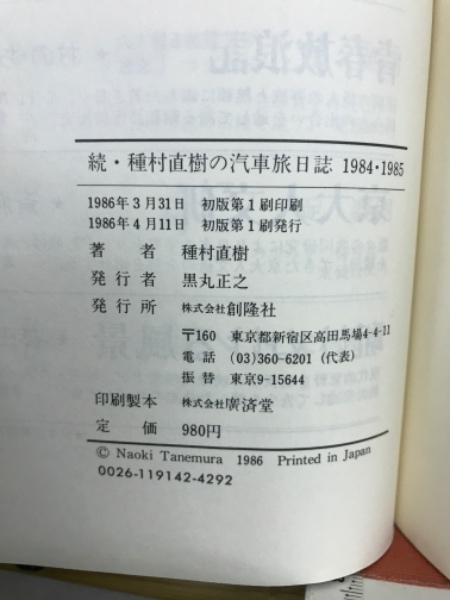 続・種村直樹の汽車旅日誌 1984・1985
1986年3月31日 初版第1刷印刷
1986年4月11日 初版第1刷発行
著者 種村直樹
発行者 黒丸正之
発行所 株式会社 創隆社
〒160 東京都新宿区高田馬場4-4-11
電話 (03)360-6201 (代表)
振替 東京9-15644
印刷製本 株式会社 廣済堂
定価 980円
© Naoki Tanemura 1986 Printed in Japan
0026-119142-4292
青春放浪記